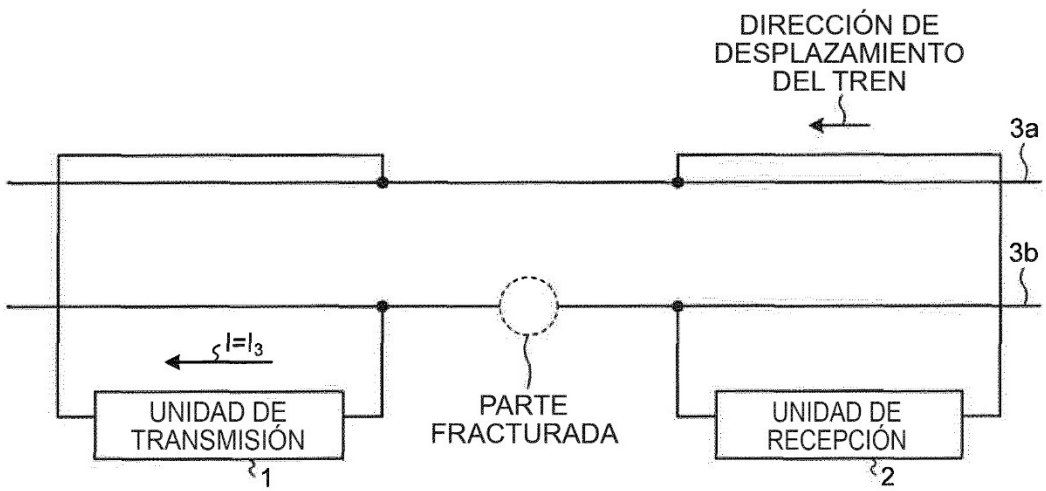 DIRECCIÓN DE
DESPLAZAMIENTO
DEL TREN
3a
3b
I=I₃
UNIDAD DE
TRANSMISIÓN
1
PARTE
FRACTURADA
UNIDAD DE
RECEPCIÓN
2